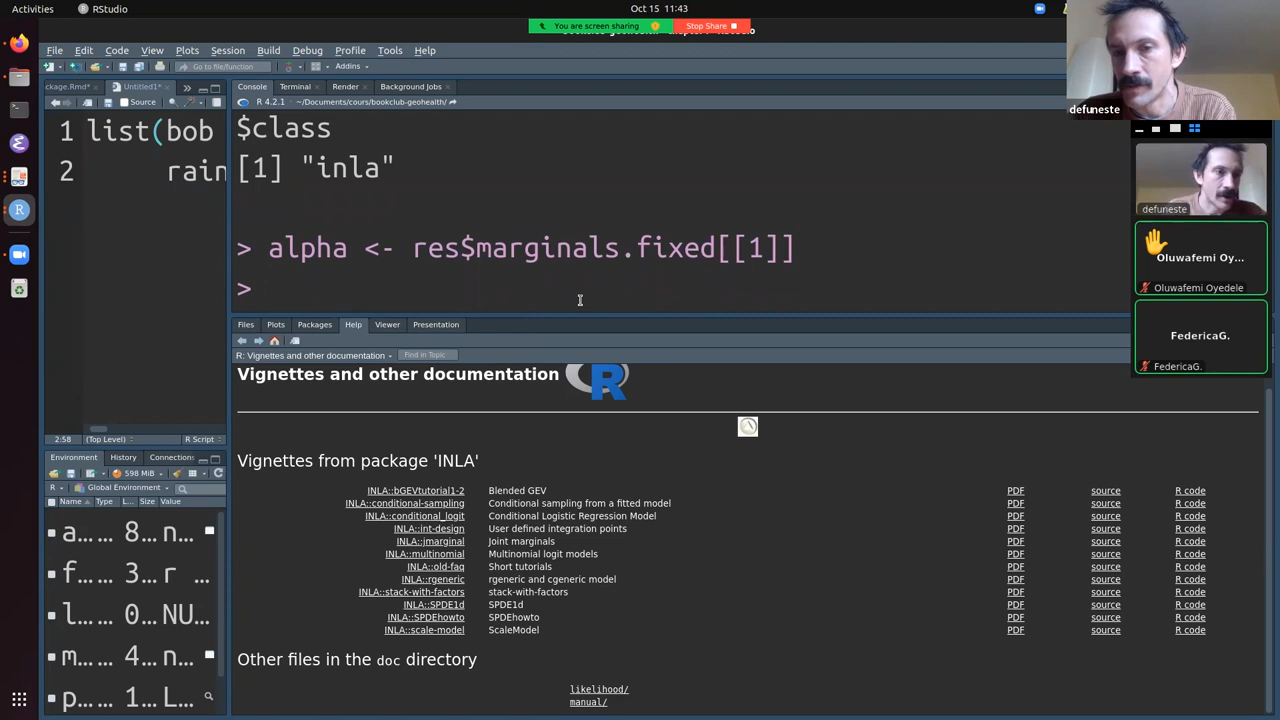 Activities
RStudio
Oct 15 11:43
You are screen sharing
Stop Share
File Edit Code View Plots Session Build Debug Profile Tools Help
Go to file/function
Addins
defuneste
ckage.Rmd*
Untitled1*
Source
1 list(bob
2 rain
2:58
(Top Level)
R Script
Console Terminal Render Background Jobs
R 4.2.1 · ~/Documents/cours/bookclub-geohealth/
$class
[1] "inla"
> alpha <- res$marginals.fixed[[1]]
>
defuneste
Oluwafemi Oy...
Oluwafemi Oyedele
FedericaG.
FedericaG.
Environment History Connections
598 MiB
R Global Environment
Name Type L... Size Value
a... 8... n...
f... 3... r ...
l... 0... NU...
m... 4... n...
p... 1... L...
Files Plots Packages Help Viewer Presentation
R: Vignettes and other documentation
Find in Topic
Vignettes and other documentation
Vignettes from package 'INLA'
INLA::bGEVtutorial1-2 Blended GEV PDF source R code
INLA::conditional-sampling Conditional sampling from a fitted model PDF source R code
INLA::conditional_logit Conditional Logistic Regression Model PDF source R code
INLA::int-design User defined integration points PDF source R code
INLA::jmarginal Joint marginals PDF source R code
INLA::multinomial Multinomial logit models PDF source R code
INLA::old-faq Short tutorials PDF source R code
INLA::rgeneric rgeneric and cgeneric model PDF source R code
INLA::stack-with-factors stack-with-factors PDF source R code
INLA::SPDE1d SPDE1d PDF source R code
INLA::SPDEhowto SPDEhowto PDF source R code
INLA::scale-model ScaleModel PDF source R code
Other files in the doc directory
likelihood/
manual/